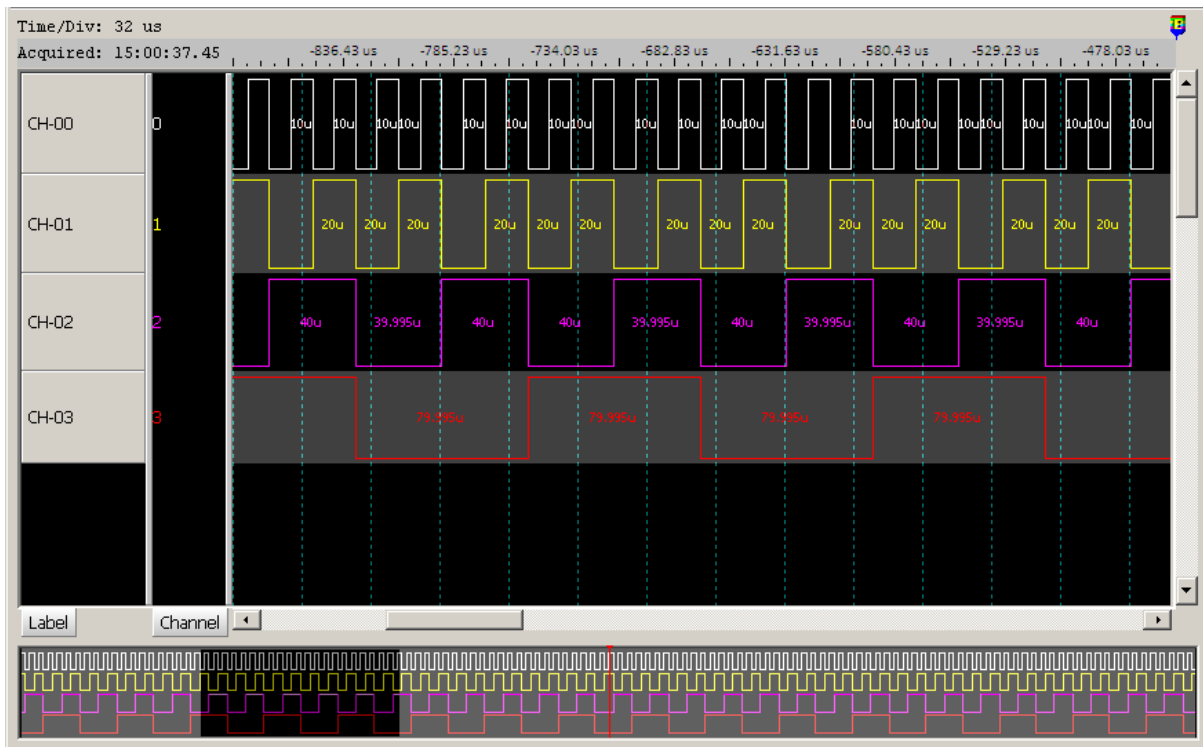 Time/Div: 32 us
Acquired: 15:00:37.45
-836.43 us -785.23 us -734.03 us -682.83 us -631.63 us -580.43 us -529.23 us -478.03 us
CH-00 0 10u 10u 10u 10u 10u 10u 10u 10u 10u 10u 10u 10u 10u 10u 10u 10u 10u 10u 10u 10u 10u
CH-01 1 20u 20u 20u 20u 20u 20u 20u 20u 20u 20u 20u 20u 20u 20u 20u
CH-02 2 40u 39.995u 40u 40u 39.995u 40u 39.995u 40u 39.995u 40u
CH-03 3 79.995u 79.995u 79.995u 79.995u
Label Channel